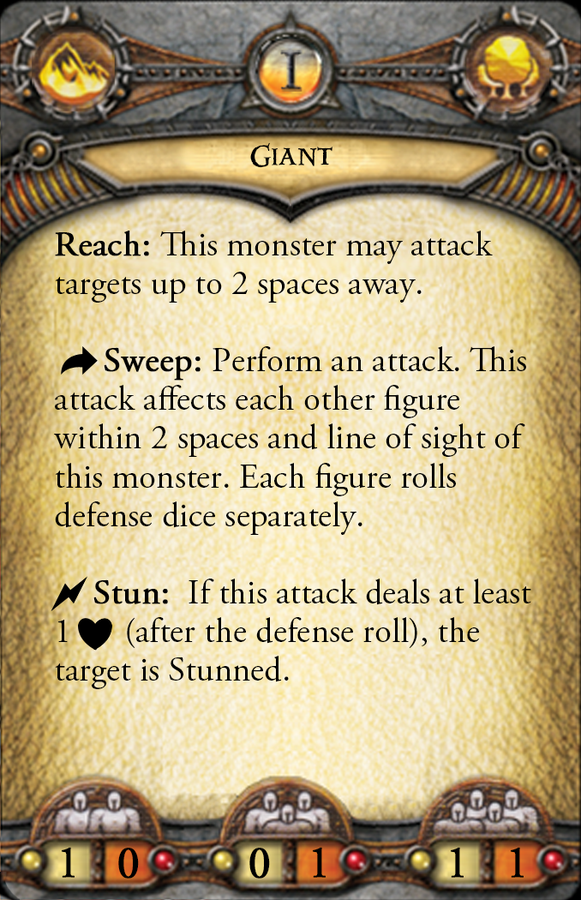 I
GIANT
Reach: This monster may attack
targets up to 2 spaces away.
Sweep: Perform an attack. This
attack affects each other figure
within 2 spaces and line of sight of
this monster. Each figure rolls
defense dice separately.
Stun: If this attack deals at least
1 (after the defense roll), the
target is Stunned.
1 0 0 1 1 1